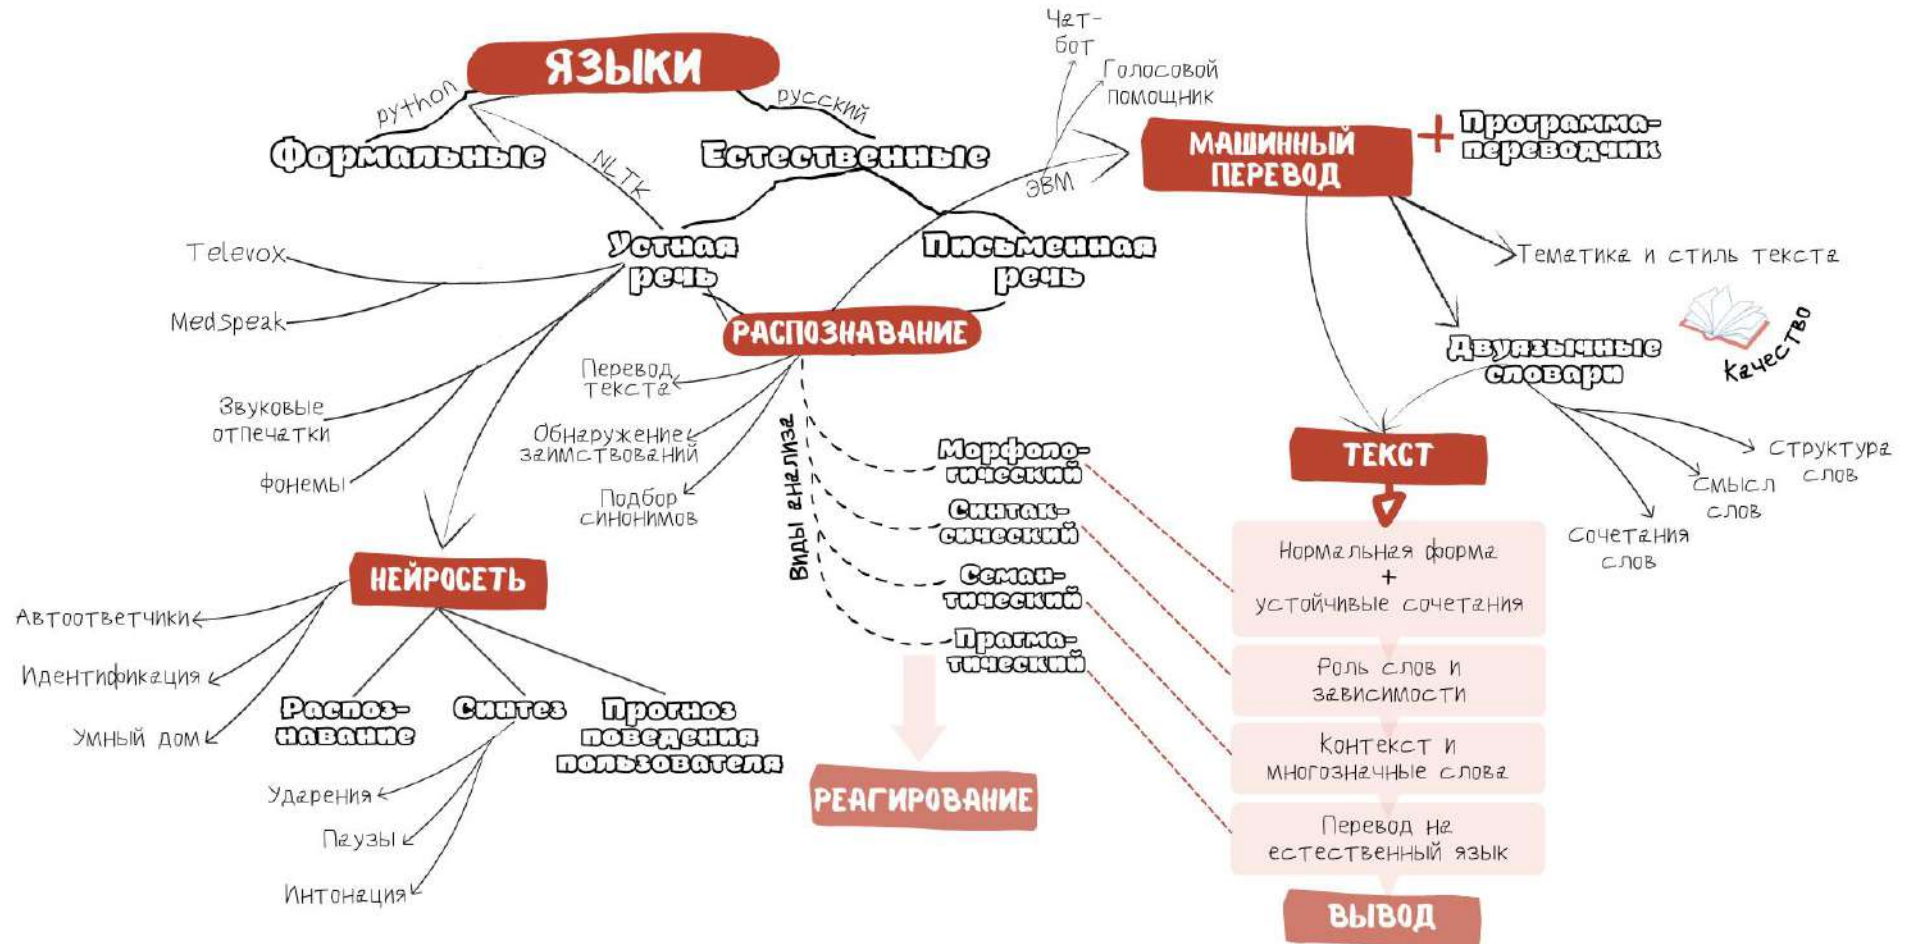 ЯЗЫКИ
python
русский
Формальные
Естественные
NLTK
Устная
речь
Письменная
речь
РАСПОЗНАВАНИЕ
Televox
MedSpeak
Звуковые
отпечатки
фонемы
Перевод
текста
Обнаружение
заимствований
Подбор
синонимов
Виды анализа
Морфоло-
гический
Синтак-
сический
Семан-
тический
Прагма-
тический
РЕАГИРОВАНИЕ
НЕЙРОСЕТЬ
Автоответчики
Идентификация
Умный дом
Распоз-
навание
Синтез
Прогноз
поведения
пользователя
Ударения
Паузы
Интонация
Чат-
бот
Голосовой
помощник
ЭВМ
МАШИННЫЙ
ПЕРЕВОД
+
Программа-
переводчик
Тематика и стиль текста
Двуязычные
словари
Качество
Структура
слов
Смысл
слов
Сочетания
слов
ТЕКСТ
Нормальная форма
+
устойчивые сочетания
Роль слов и
зависимости
Контекст и
многозначные слова
Перевод на
естественный язык
ВЫВОД